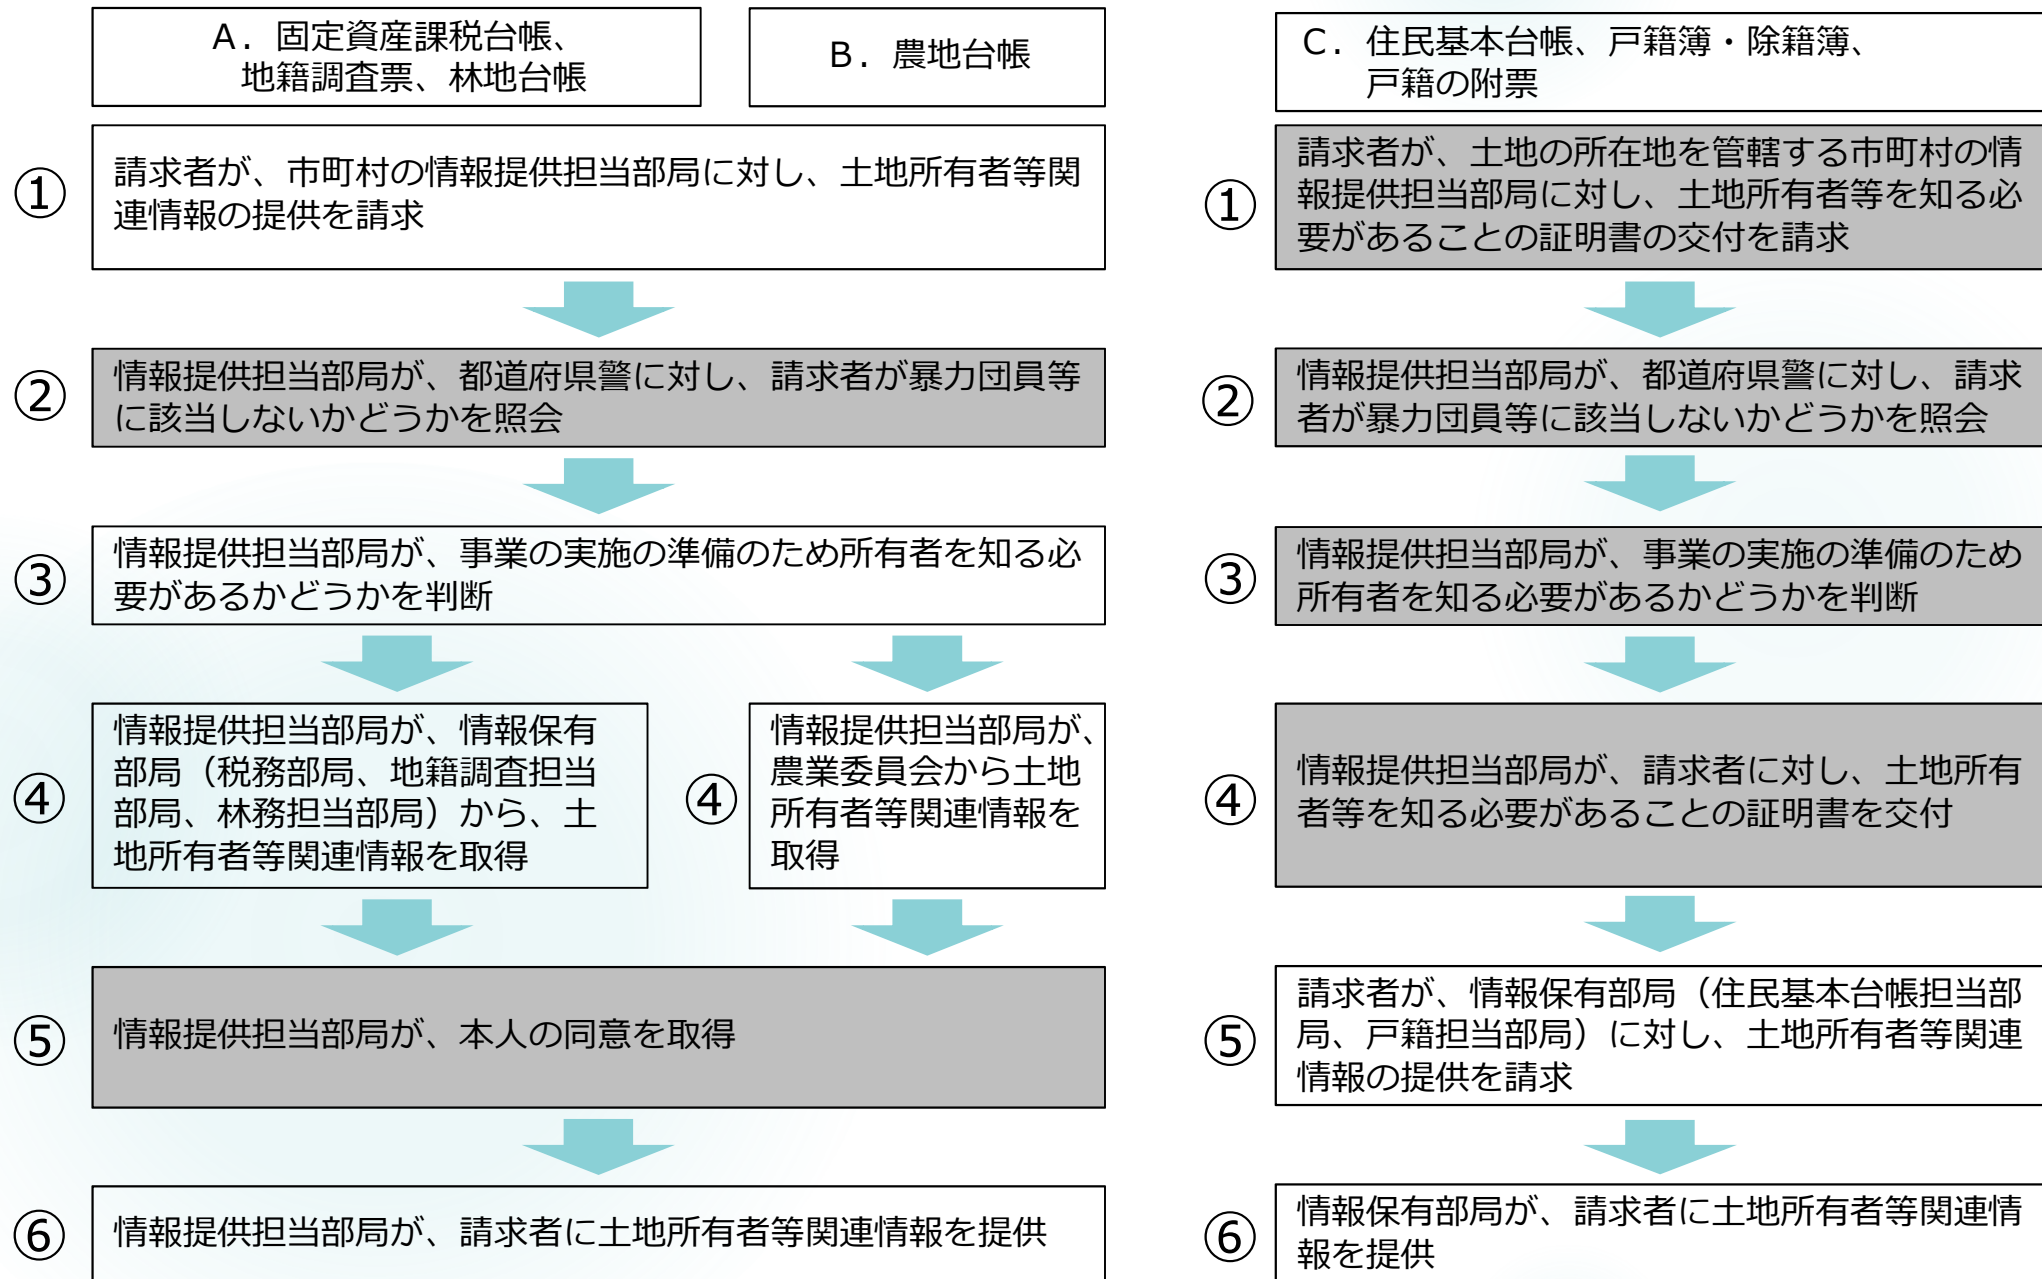 A．固定資産課税台帳、
地籍調査票、林地台帳
B．農地台帳
①
請求者が、市町村の情報提供担当部局に対し、土地所有者等関
連情報の提供を請求
②
情報提供担当部局が、都道府県警に対し、請求者が暴力団員等
に該当しないかどうかを照会
③
情報提供担当部局が、事業の実施の準備のため所有者を知る必
要があるかどうかを判断
④
情報提供担当部局が、情報保有
部局（税務部局、地籍調査担当
部局、林務担当部局）から、土
地所有者等関連情報を取得
④
情報提供担当部局が、
農業委員会から土地
所有者等関連情報を
取得
⑤
情報提供担当部局が、本人の同意を取得
⑥
情報提供担当部局が、請求者に土地所有者等関連情報を提供
C．住民基本台帳、戸籍簿・除籍簿、
戸籍の附票
①
請求者が、土地の所在地を管轄する市町村の情
報提供担当部局に対し、土地所有者等を知る必
要があることの証明書の交付を請求
②
情報提供担当部局が、都道府県警に対し、請求
者が暴力団員等に該当しないかどうかを照会
③
情報提供担当部局が、事業の実施の準備のため
所有者を知る必要があるかどうかを判断
④
情報提供担当部局が、請求者に対し、土地所有
者等を知る必要があることの証明書を交付
⑤
請求者が、情報保有部局（住民基本台帳担当部
局、戸籍担当部局）に対し、土地所有者等関連
情報の提供を請求
⑥
情報保有部局が、請求者に土地所有者等関連情
報を提供